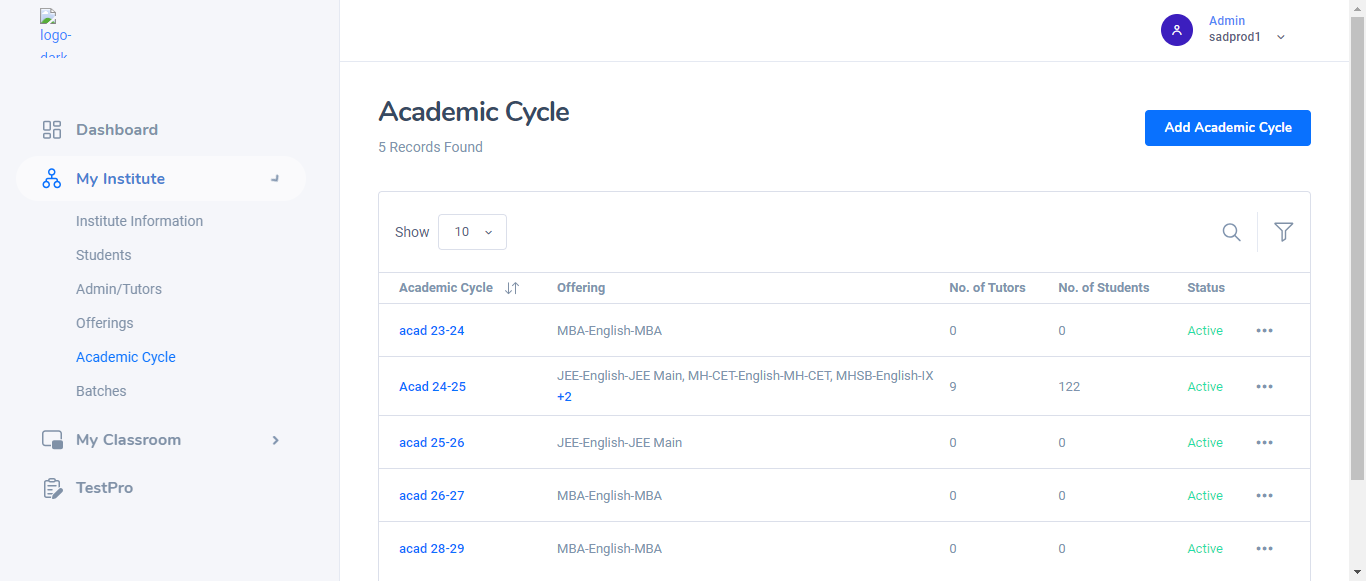 logo-
dark
Admin
sadprod1
Dashboard
My Institute
Institute Information
Students
Admin/Tutors
Offerings
Academic Cycle
Batches
My Classroom
TestPro
Academic Cycle
5 Records Found
Add Academic Cycle
Show 10
Academic Cycle Offering No. of Tutors No. of Students Status
acad 23-24 MBA-English-MBA 0 0 Active
Acad 24-25 JEE-English-JEE Main, MH-CET-English-MH-CET, MHSB-English-IX 9 122 Active
+2
acad 25-26 JEE-English-JEE Main 0 0 Active
acad 26-27 MBA-English-MBA 0 0 Active
acad 28-29 MBA-English-MBA 0 0 Active